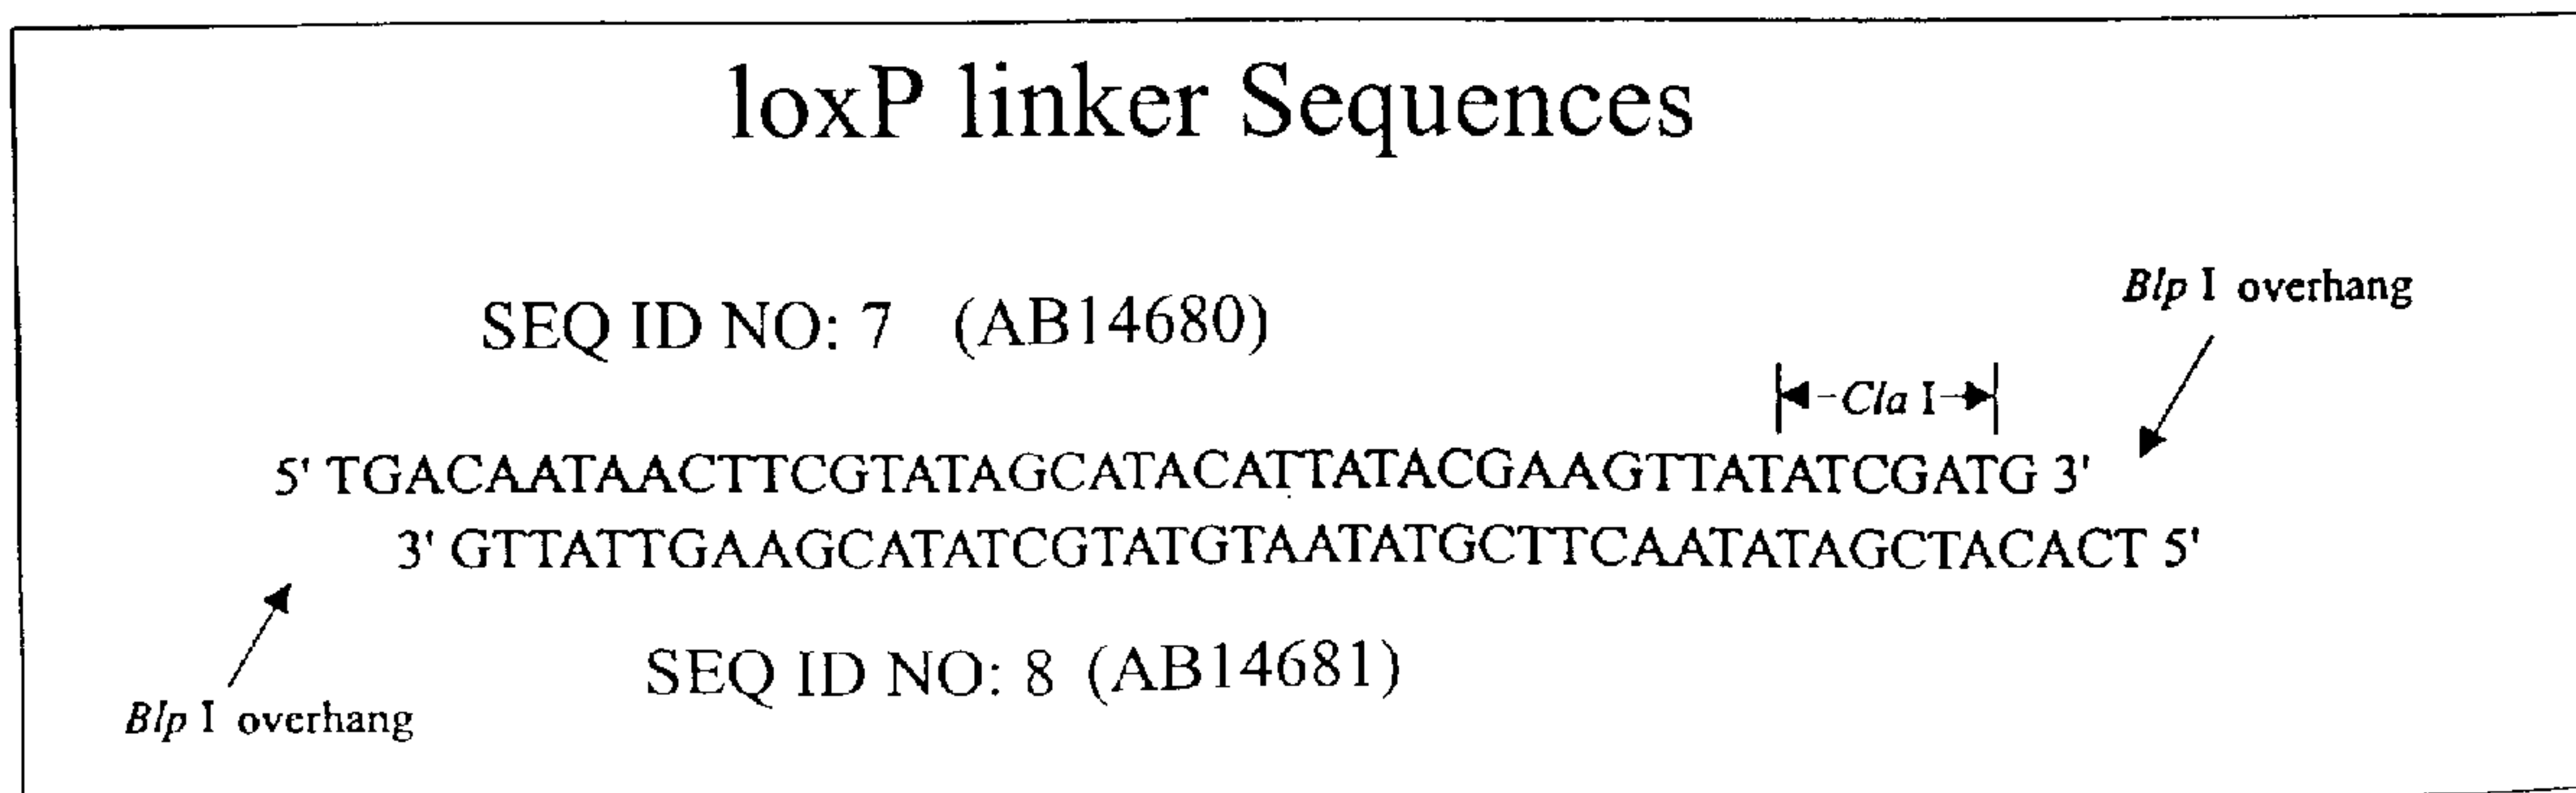 loxP linker Sequences
Blp I overhang
SEQ ID NO: 7 (AB14680)
Cla I
5' TGACAATAACTTCGTATAGCATACATTATACGAAGTTATATCGATG 3'
3' GTTATTGAAGCATATCGTATGTAATATGCTTCAATATAGCTACACT 5'
SEQ ID NO: 8 (AB14681)
Blp I overhang